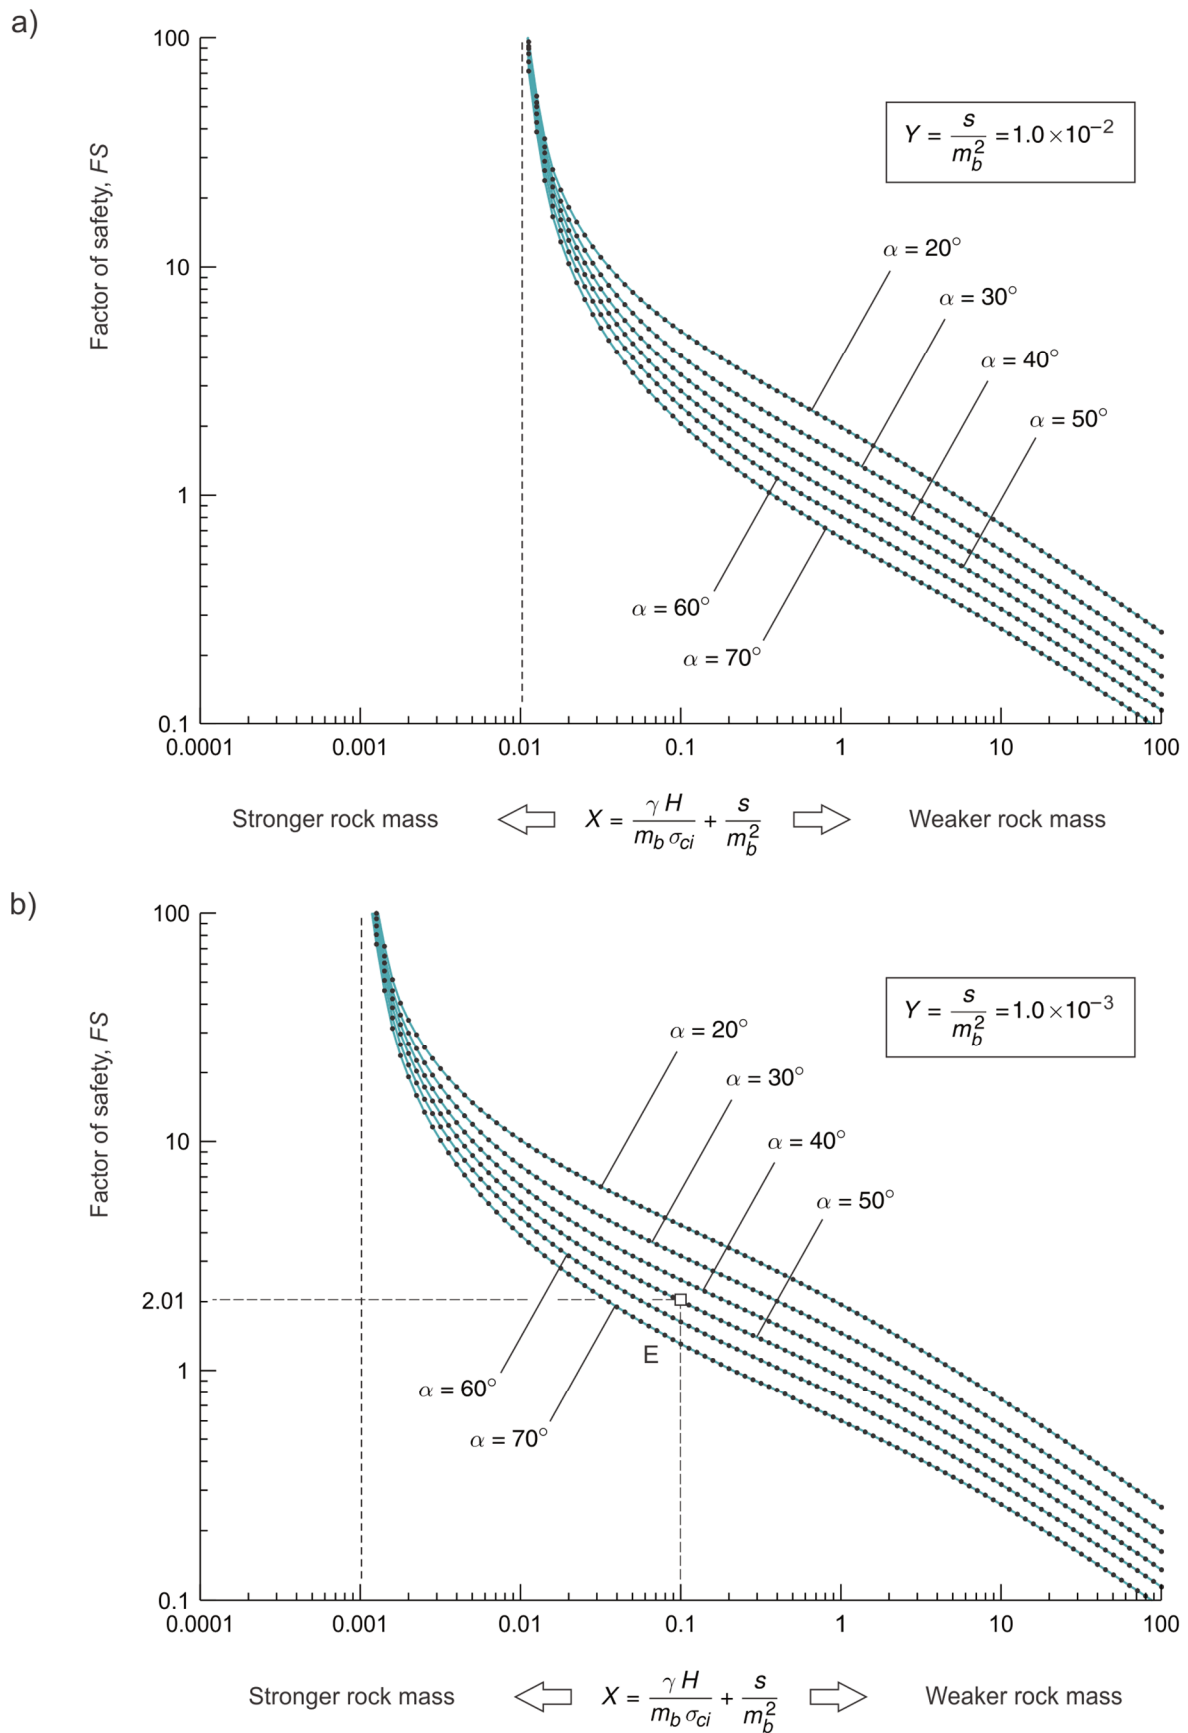 a)
100
10
1
0.1
Factor of safety, FS
Y = s/m_b^2 = 1.0 × 10^−2
α = 20°
α = 30°
α = 40°
α = 50°
α = 60°
α = 70°
0.0001 0.001 0.01 0.1 1 10 100
Stronger rock mass X = γ H/(m_b σ_ci) + s/m_b^2 Weaker rock mass
b)
100
10
2.01
1
0.1
Factor of safety, FS
Y = s/m_b^2 = 1.0 × 10^−3
α = 20°
α = 30°
α = 40°
α = 50°
E
α = 60°
α = 70°
0.0001 0.001 0.01 0.1 1 10 100
Stronger rock mass X = γ H/(m_b σ_ci) + s/m_b^2 Weaker rock mass